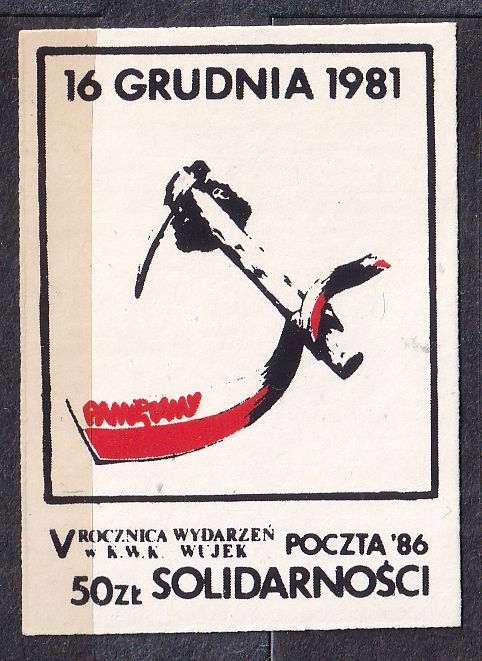 16 GRUDNIA 1981
PAMIĘTAMY
V ROCZNICA WYDARZEŃ
w K.W.K. WUJEK
POCZTA '86
50zł SOLIDARNOŚCI